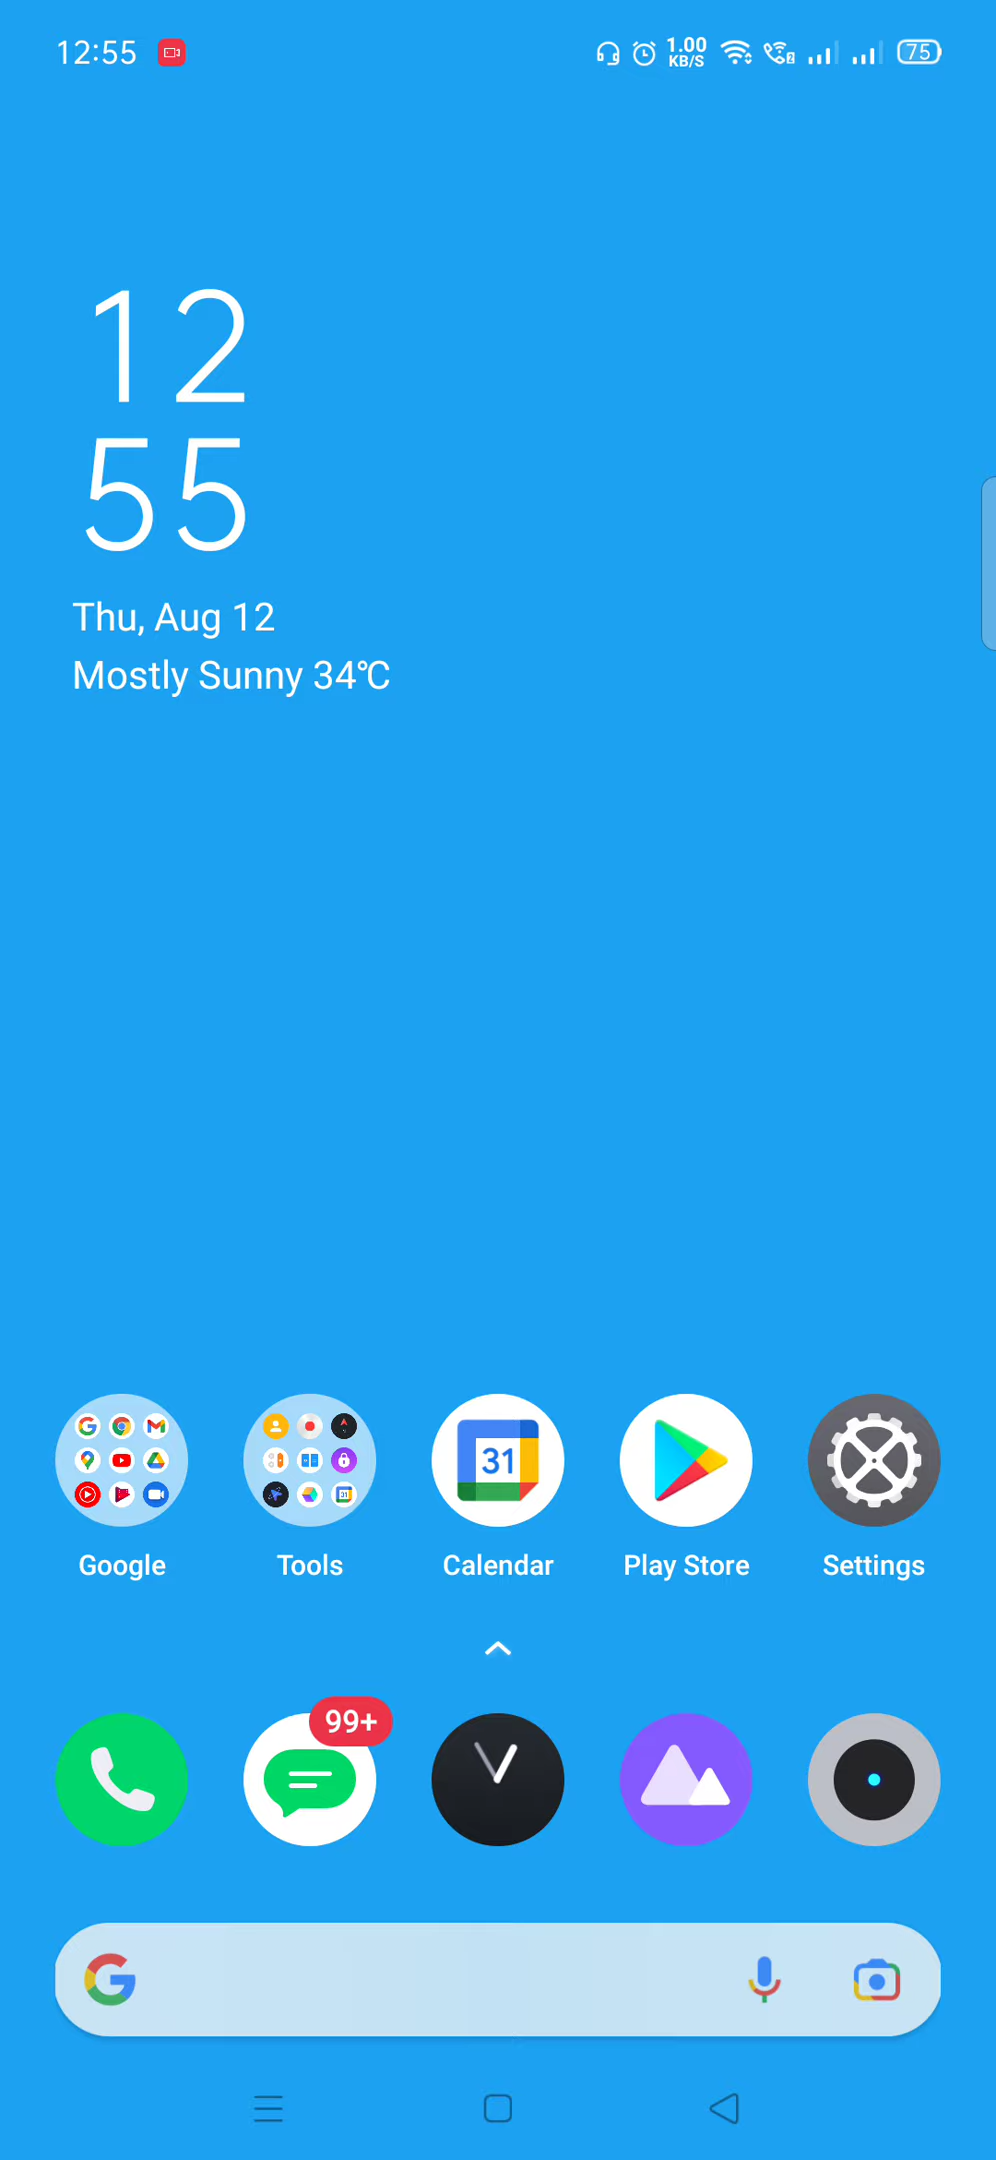 12:55
1.00
KB/S
75
12
55
Thu, Aug 12
Mostly Sunny 34°C
31
Google
Tools
Calendar
Play Store
Settings
99+